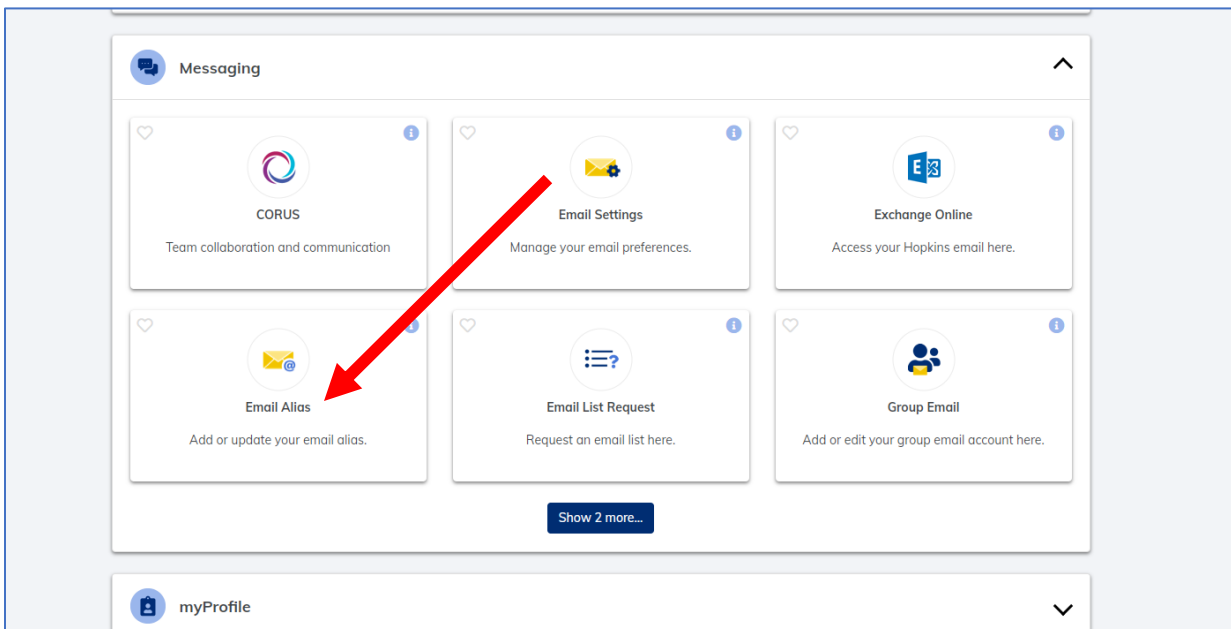 Messaging
CORUS
Team collaboration and communication
Email Settings
Manage your email preferences.
Exchange Online
Access your Hopkins email here.
Email Alias
Add or update your email alias.
Email List Request
Request an email list here.
Group Email
Add or edit your group email account here.
Show 2 more...
myProfile